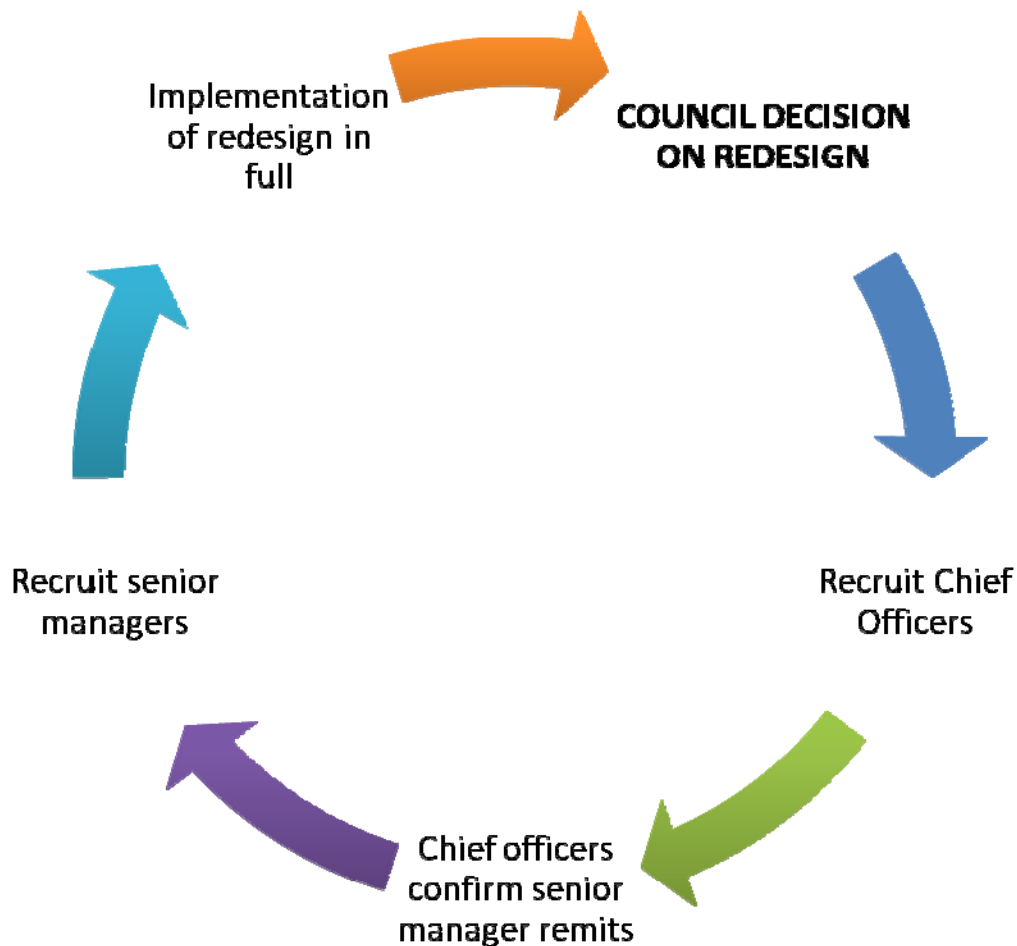 Implementation
of redesign in
full
COUNCIL DECISION
ON REDESIGN
Recruit Chief
Officers
Chief officers
confirm senior
manager remits
Recruit senior
managers